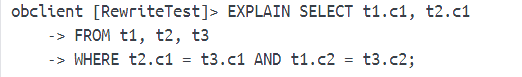 obclient [RewriteTest]> EXPLAIN SELECT t1.c1, t2.c1
-> FROM t1, t2, t3
-> WHERE t2.c1 = t3.c1 AND t1.c2 = t3.c2;